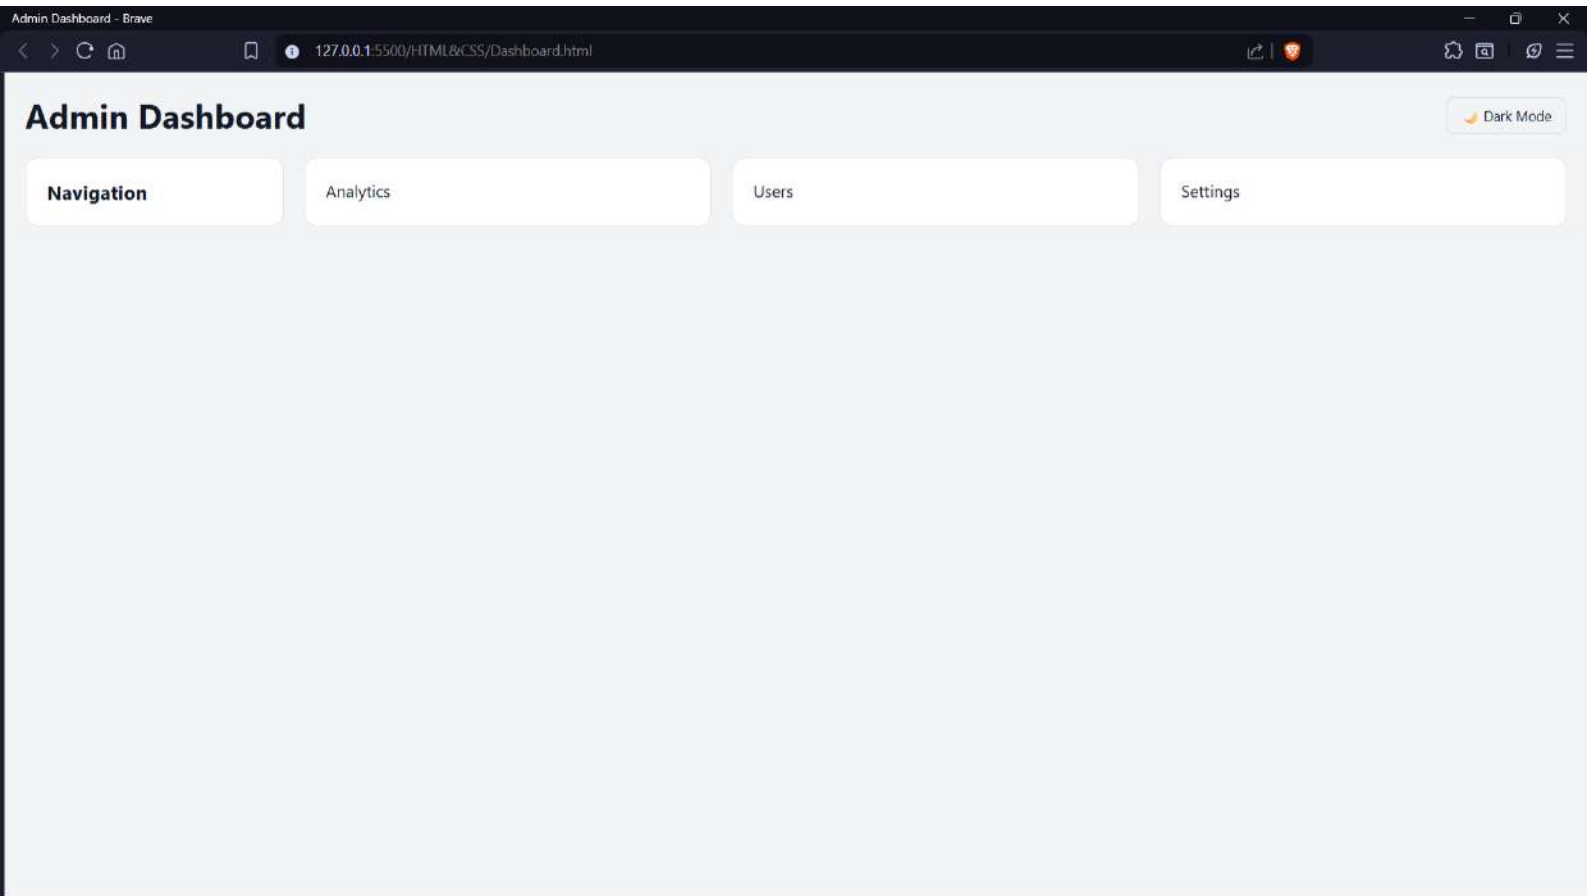 Admin Dashboard - Brave
127.0.0.1:5500/HTML&CSS/Dashboard.html
Admin Dashboard
🌙 Dark Mode
Navigation
Analytics
Users
Settings